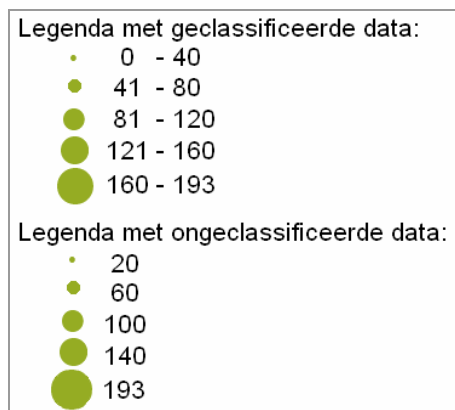 Legenda met geclassificeerde data:
0 - 40
41 - 80
81 - 120
121 - 160
160 - 193
Legenda met ongeclassificeerde data:
20
60
100
140
193